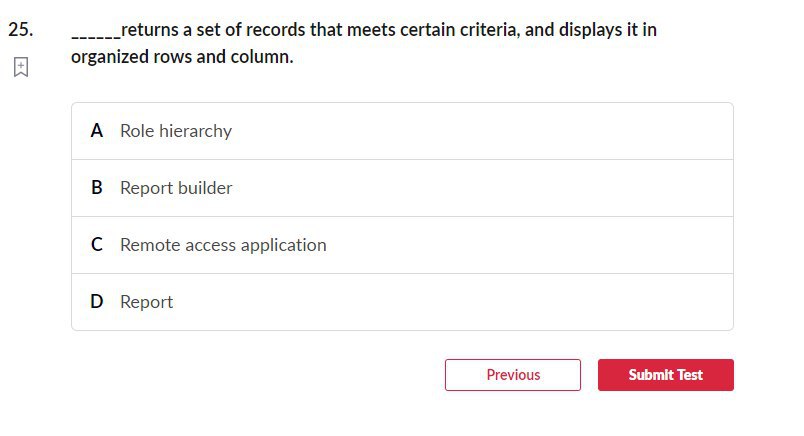 25. ______returns a set of records that meets certain criteria, and displays it in
organized rows and column.
A Role hierarchy
B Report builder
C Remote access application
D Report
Previous Submit Test